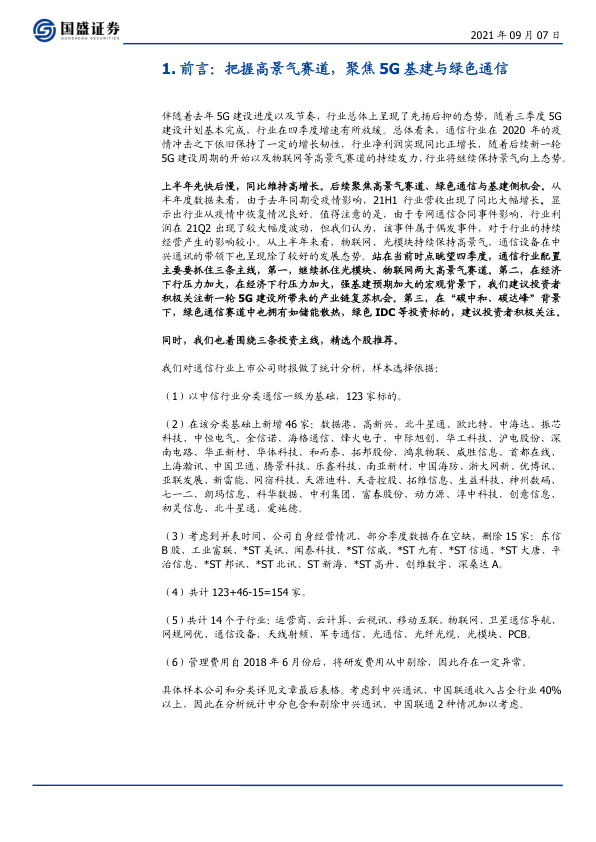 国盛证券
GUOSHENG SECURITIES
2021 年 09 月 07 日
1. 前言：把握高景气赛道，聚焦 5G 基建与绿色通信
伴随着去年 5G 建设进度以及节奏，行业总体上呈现了先扬后抑的态势，随着三季度 5G
建设计划基本完成，行业在四季度增速有所放缓。总体看来，通信行业在 2020 年的疫
情冲击之下依旧保持了一定的增长韧性，行业净利润实现同比正增长，随着后续新一轮
5G 建设周期的开始以及物联网等高景气赛道的持续发力，行业将继续保持景气向上态势。
上半年先快后慢，同比维持高增长。后续聚焦高景气赛道、绿色通信与基建侧机会。从
半年度数据来看，由于去年同期受疫情影响，21H1 行业营收出现了同比大幅增长。显
示出行业从疫情中恢复情况良好。值得注意的是，由于专网通信合同事件影响，行业利
润在 21Q2 出现了较大幅度波动，但我们认为，该事件属于偶发事件，对于行业的持续
经营产生的影响较小。从上半年来看，物联网、光模块持续保持高景气，通信设备在中
兴通讯的带领下也呈现除了较好的发展态势。站在当前时点眺望四季度，通信行业配置
主要要抓住三条主线，第一，继续抓住光模块、物联网两大高景气赛道。第二，在经济
下行压力加大，在经济下行压力加大，强基建预期加大的宏观背景下，我们建议投资者
积极关注新一轮 5G 建设所带来的产业链复苏机会。第三，在“碳中和、碳达峰”背景
下，绿色通信赛道中也拥有如储能散热，绿色 IDC 等投资标的，建议投资者积极关注。
同时，我们也着围绕三条投资主线，精选个股推荐。
我们对通信行业上市公司财报做了统计分析，样本选择依据：
（1）以中信行业分类通信一级为基础，123 家标的。
（2）在该分类基础上新增 46 家：数据港、高新兴、北斗星通、欧比特、中海达、振芯
科技、中恒电气、金信诺、海格通信、烽火电子、中际旭创、华工科技、沪电股份、深
南电路、华正新材、华体科技、和而泰、拓邦股份、鸿泉物联、威胜信息、首都在线、
上海瀚讯、中国卫通、腾景科技、乐鑫科技、南亚新材、中国海防、浙大网新、优博讯、
亚联发展、新雷能、网宿科技、天源迪科、天音控股、拓维信息、生益科技、神州数码、
七一二、朗玛信息、科华数据、中利集团、富春股份、动力源、淳中科技、创意信息、
初灵信息、北斗星通、爱施德。
（3）考虑到并表时间、公司自身经营情况、部分季度数据存在空缺，删除 15 家：东信
B 股、工业富联、*ST 美讯、闻泰科技、*ST 信威、*ST 九有、*ST 信通、*ST 大唐、平
治信息、*ST 邦讯、*ST 北讯、ST 新海、*ST 高升、创维数字、深桑达 A。
（4）共计 123+46-15=154 家。
（5）共计 14 个子行业：运营商、云计算、云视讯、移动互联、物联网、卫星通信导航、
网规网优、通信设备、天线射频、军专通信、光通信、光纤光缆、光模块、PCB。
（6）管理费用自 2018 年 6 月份后，将研发费用从中剔除，因此存在一定异常。
具体样本公司和分类详见文章最后表格。考虑到中兴通讯、中国联通收入占全行业 40%
以上，因此在分析统计中分包含和剔除中兴通讯、中国联通 2 种情况加以考虑。